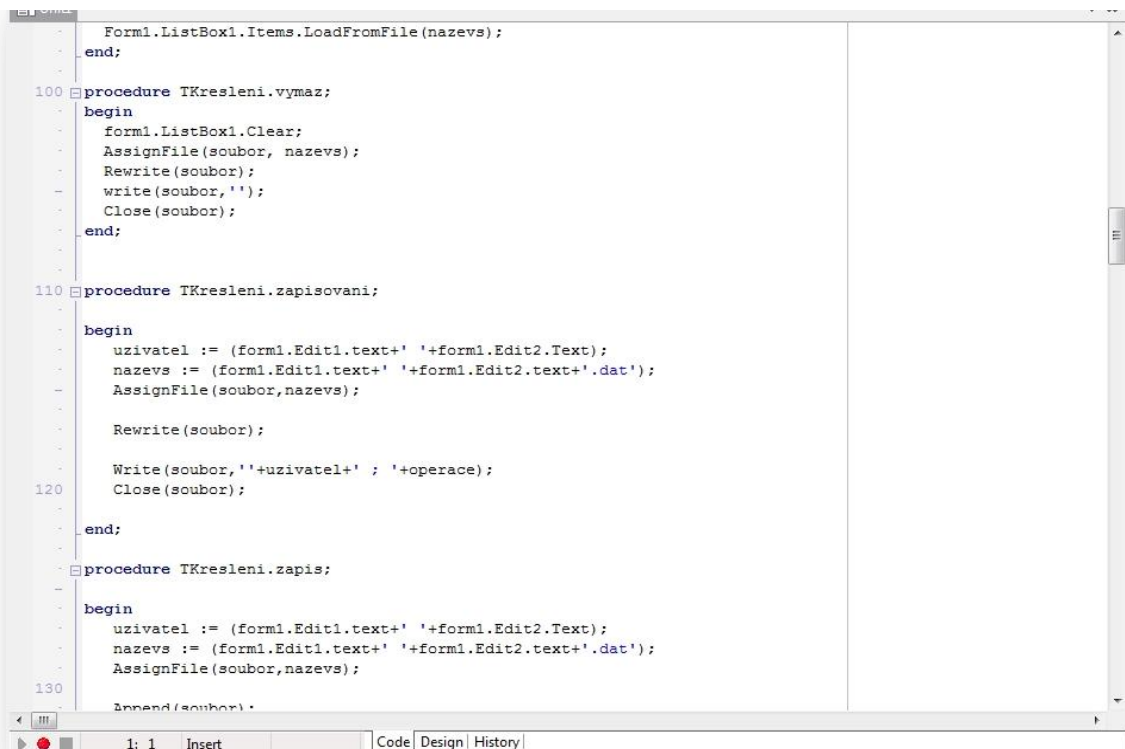 Form1.ListBox1.Items.LoadFromFile(nazevs);
end;
100 procedure TKresleni.vymaz;
begin
form1.ListBox1.Clear;
AssignFile(soubor, nazevs);
Rewrite(soubor);
write(soubor,'');
Close(soubor);
end;
110 procedure TKresleni.zapisovani;
begin
uzivatel := (form1.Edit1.text+' '+form1.Edit2.Text);
nazevs := (form1.Edit1.text+' '+form1.Edit2.text+'.dat');
AssignFile(soubor,nazevs);
Rewrite(soubor);
Write(soubor,''+uzivatel+' ; '+operace);
120 Close(soubor);
end;
procedure TKresleni.zapis;
begin
uzivatel := (form1.Edit1.text+' '+form1.Edit2.Text);
nazevs := (form1.Edit1.text+' '+form1.Edit2.text+'.dat');
AssignFile(soubor,nazevs);
130
Append(soubor);
1: 1 Insert Code Design History